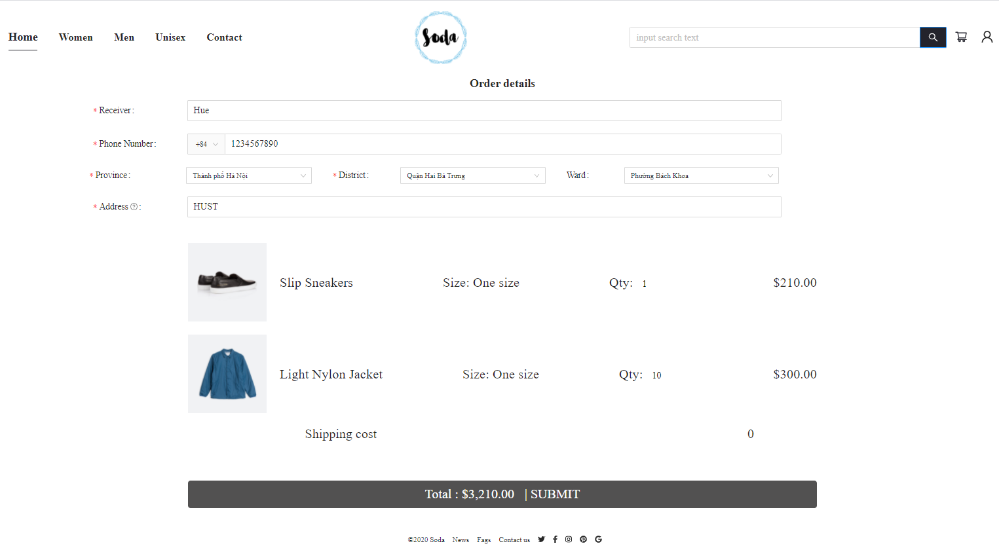 Home Women Men Unisex Contact Soda input search text
Order details
* Receiver: Hue
* Phone Number: +84 1234567890
* Province: Thành phố Hà Nội * District: Quận Hai Bà Trưng Ward: Phường Bách Khoa
* Address: HUST
Slip Sneakers Size: One size Qty: 1 $210.00
Light Nylon Jacket Size: One size Qty: 10 $300.00
Shipping cost 0
Total : $3,210.00 | SUBMIT
©2020 Soda News Fags Contact us